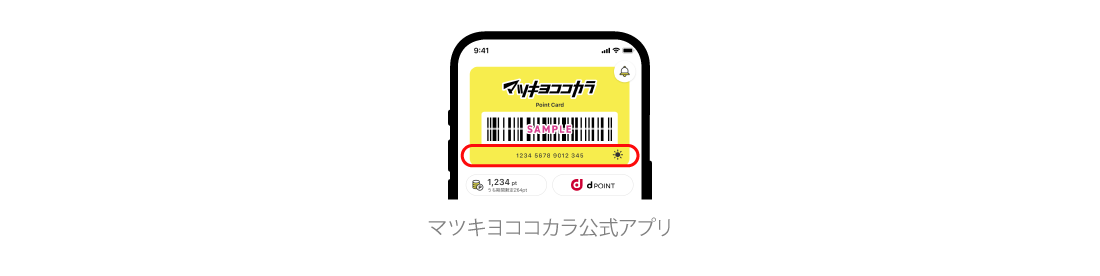 9:41
マツキヨココカラ
Point Card
SAMPLE
1234 5678 9012 345
1,234 pt
うち期間限定264pt
d POINT
マツキヨココカラ公式アプリ